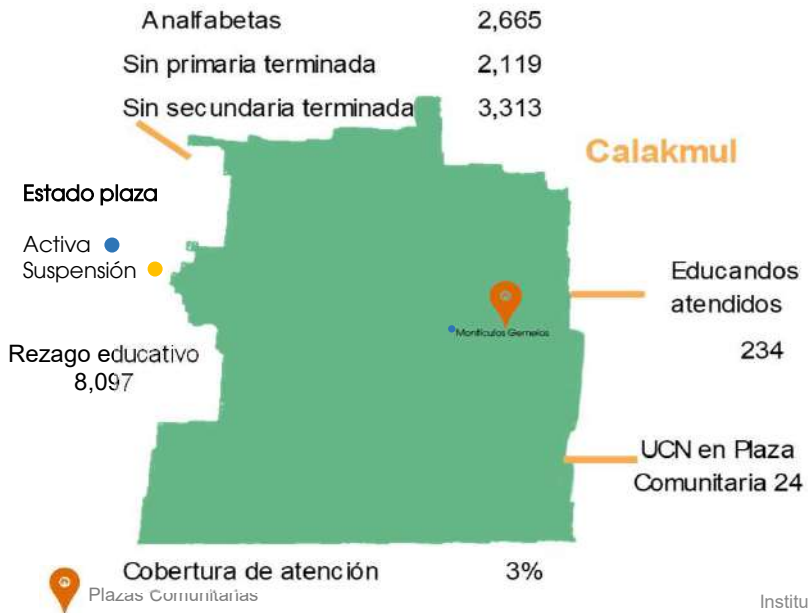 Analfabetas 2,665
Sin primaria terminada 2,119
Sin secundaria terminada 3,313
Calakmul
Estado plaza
Activa
Suspensión
Educandos
atendidos
234
Montículos Gemelos
Rezago educativo
8,097
UCN en Plaza
Comunitaria 24
Cobertura de atención 3%
Plazas Comunitarias
Institu